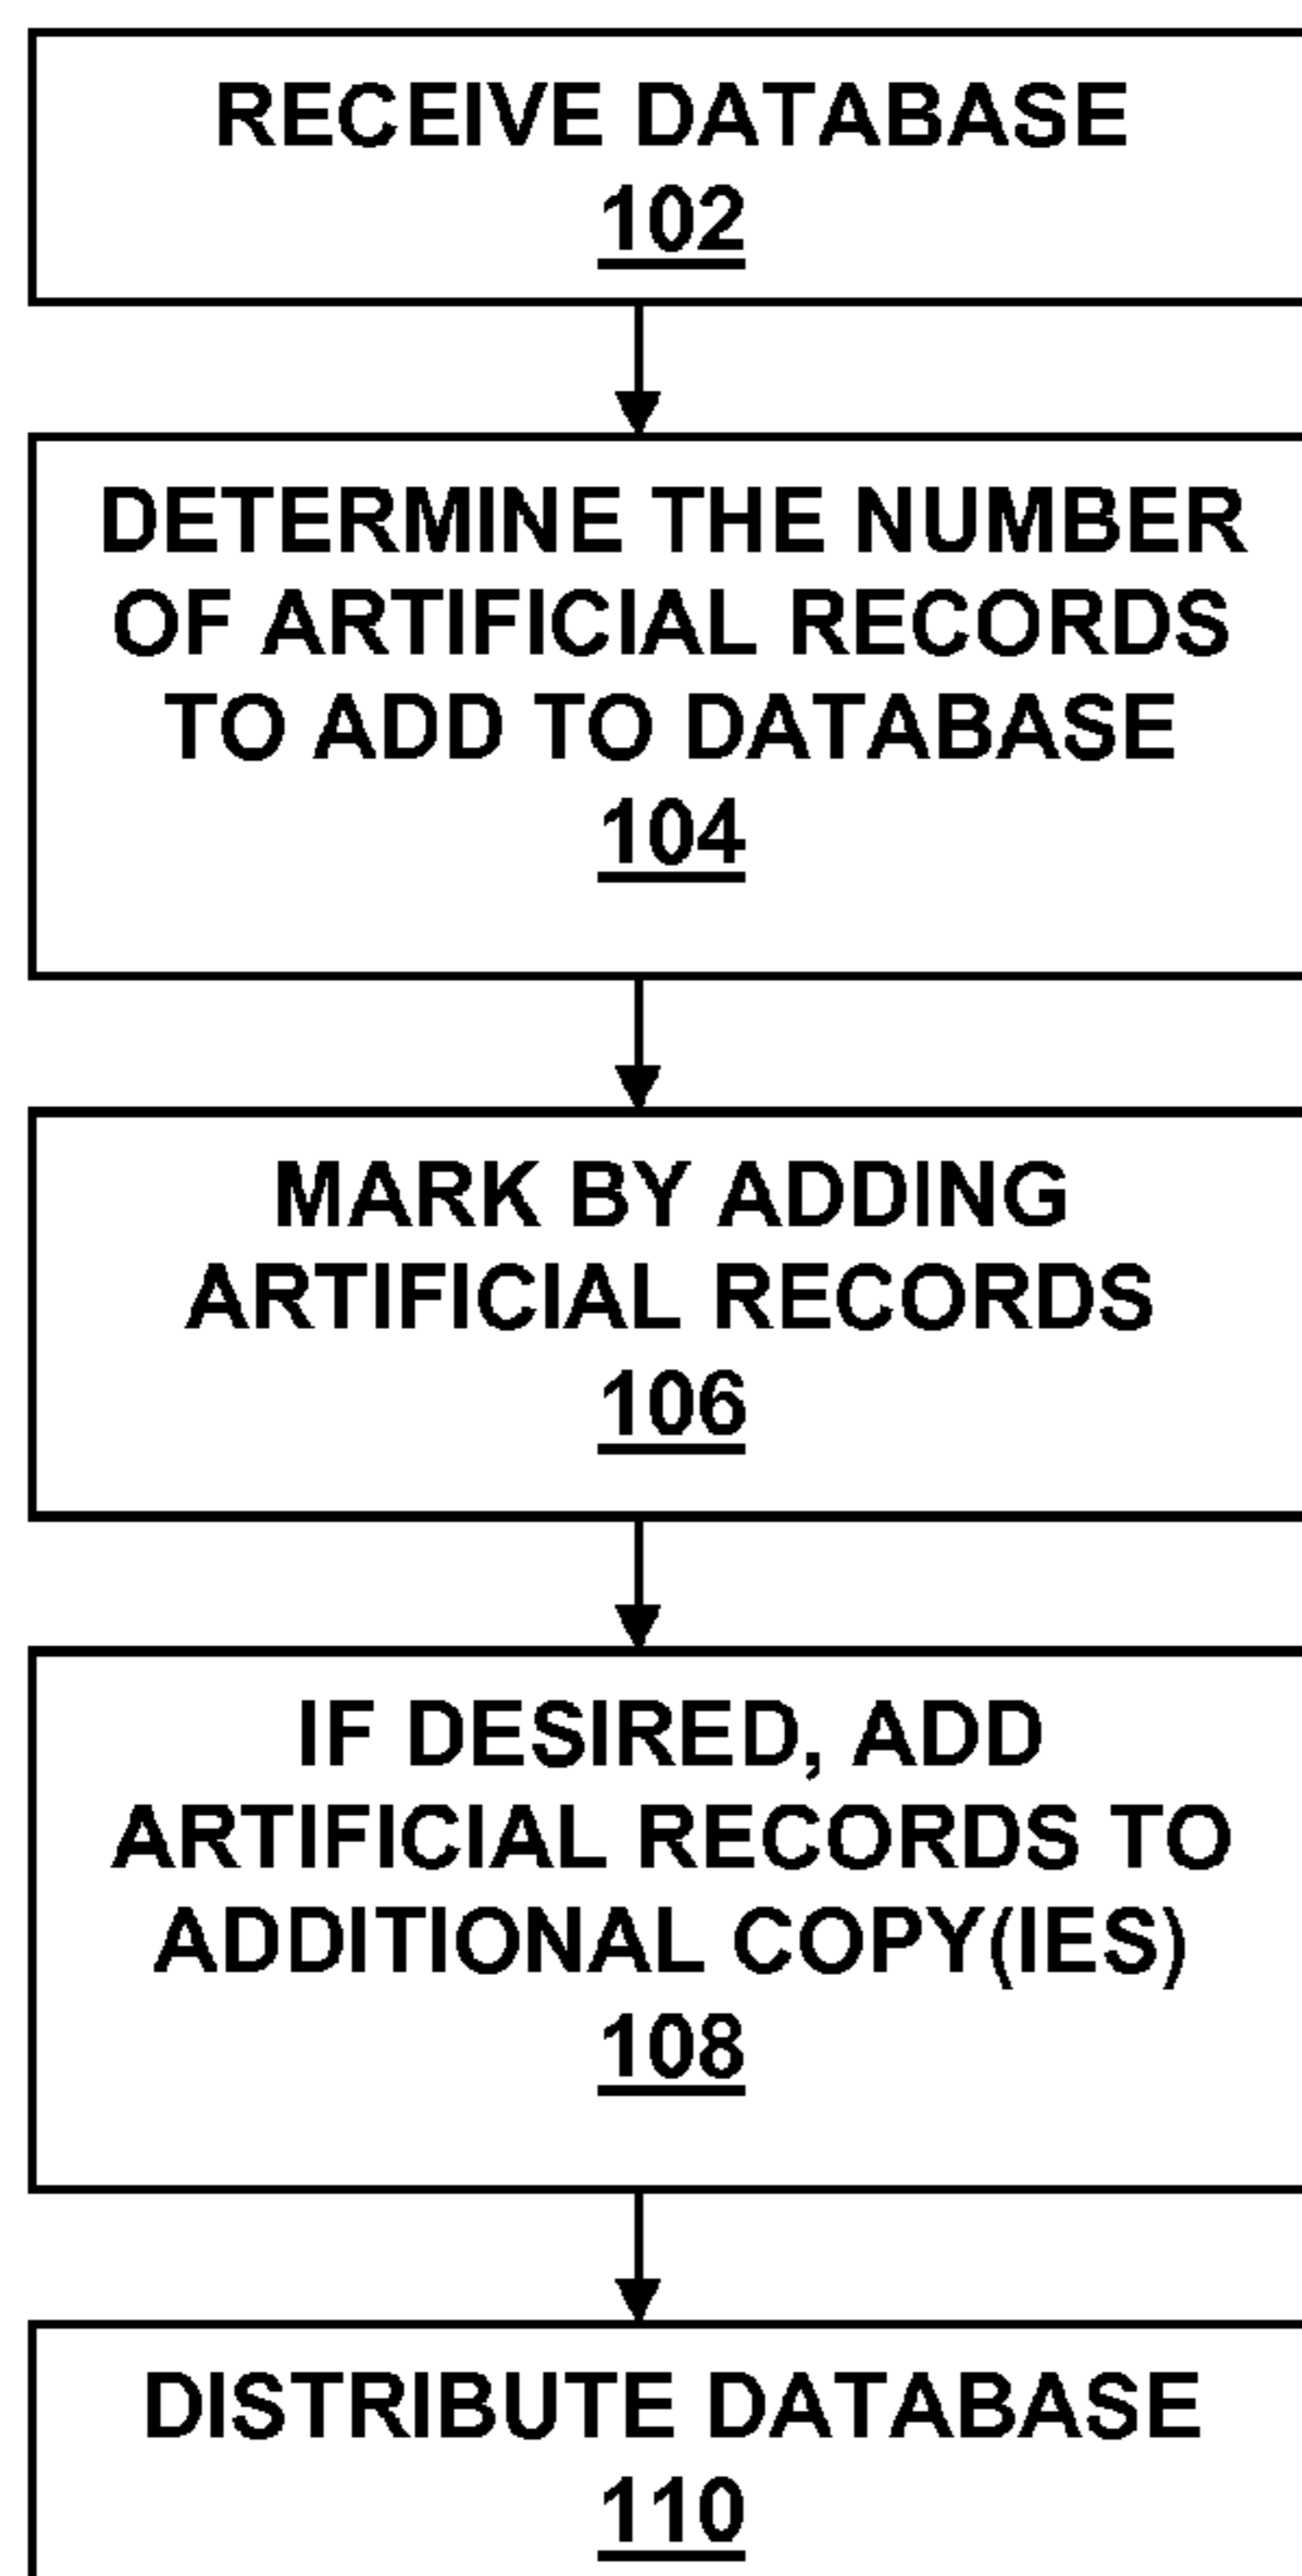 RECEIVE DATABASE
102
DETERMINE THE NUMBER
OF ARTIFICIAL RECORDS
TO ADD TO DATABASE
104
MARK BY ADDING
ARTIFICIAL RECORDS
106
IF DESIRED, ADD
ARTIFICIAL RECORDS TO
ADDITIONAL COPY(IES)
108
DISTRIBUTE DATABASE
110